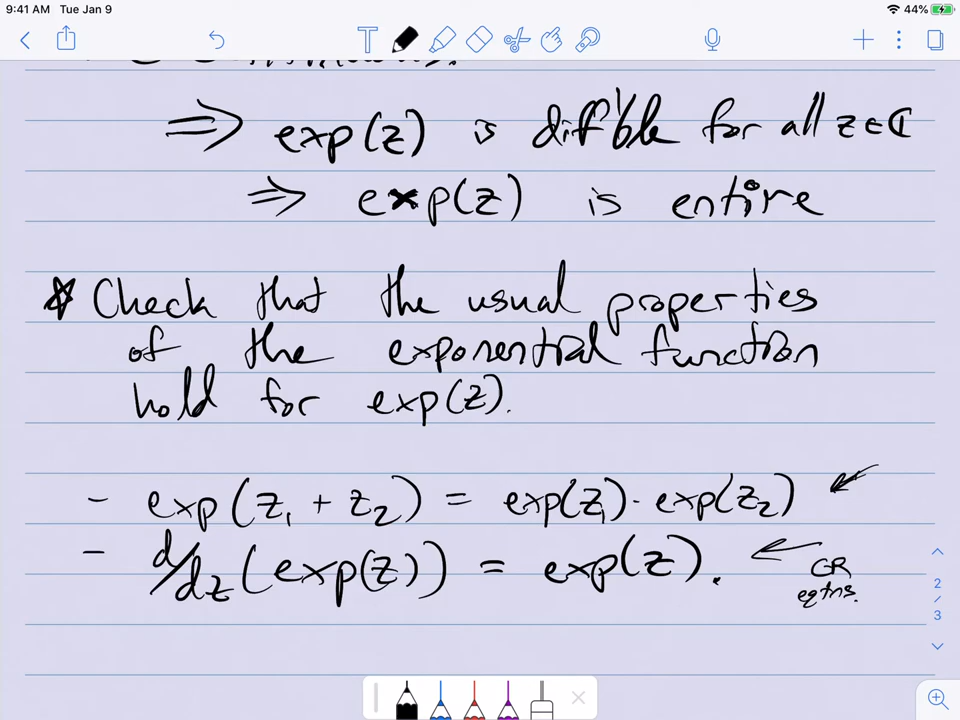 9:41 AM Tue Jan 9 44%
⇒ exp(z) is diff'ble for all z ∈ ℂ
⇒ exp(z) is entire
* Check that the usual properties
of the exponential function
hold for exp(z).
- exp(z₁ + z₂) = exp(z₁) · exp(z₂) ←
- d/dz (exp(z)) = exp(z). ← CR
eqtns.
2
/
3